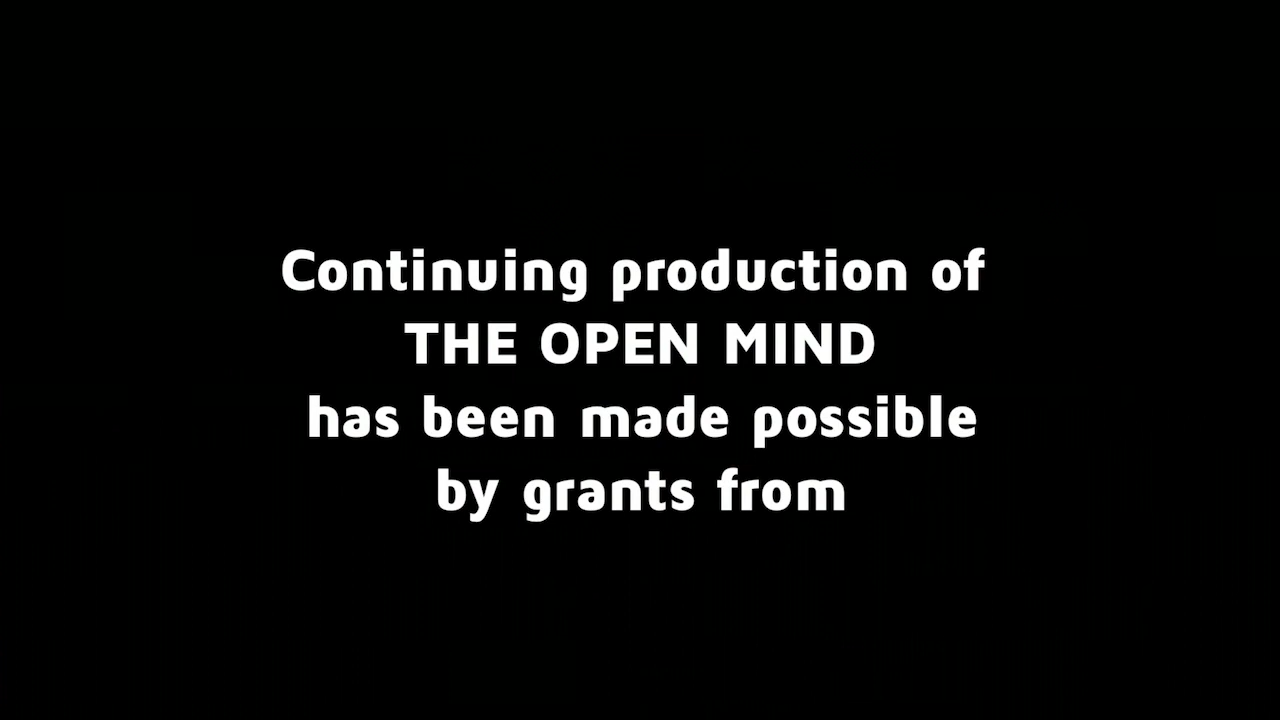 Continuing production of
THE OPEN MIND
has been made possible
by grants from